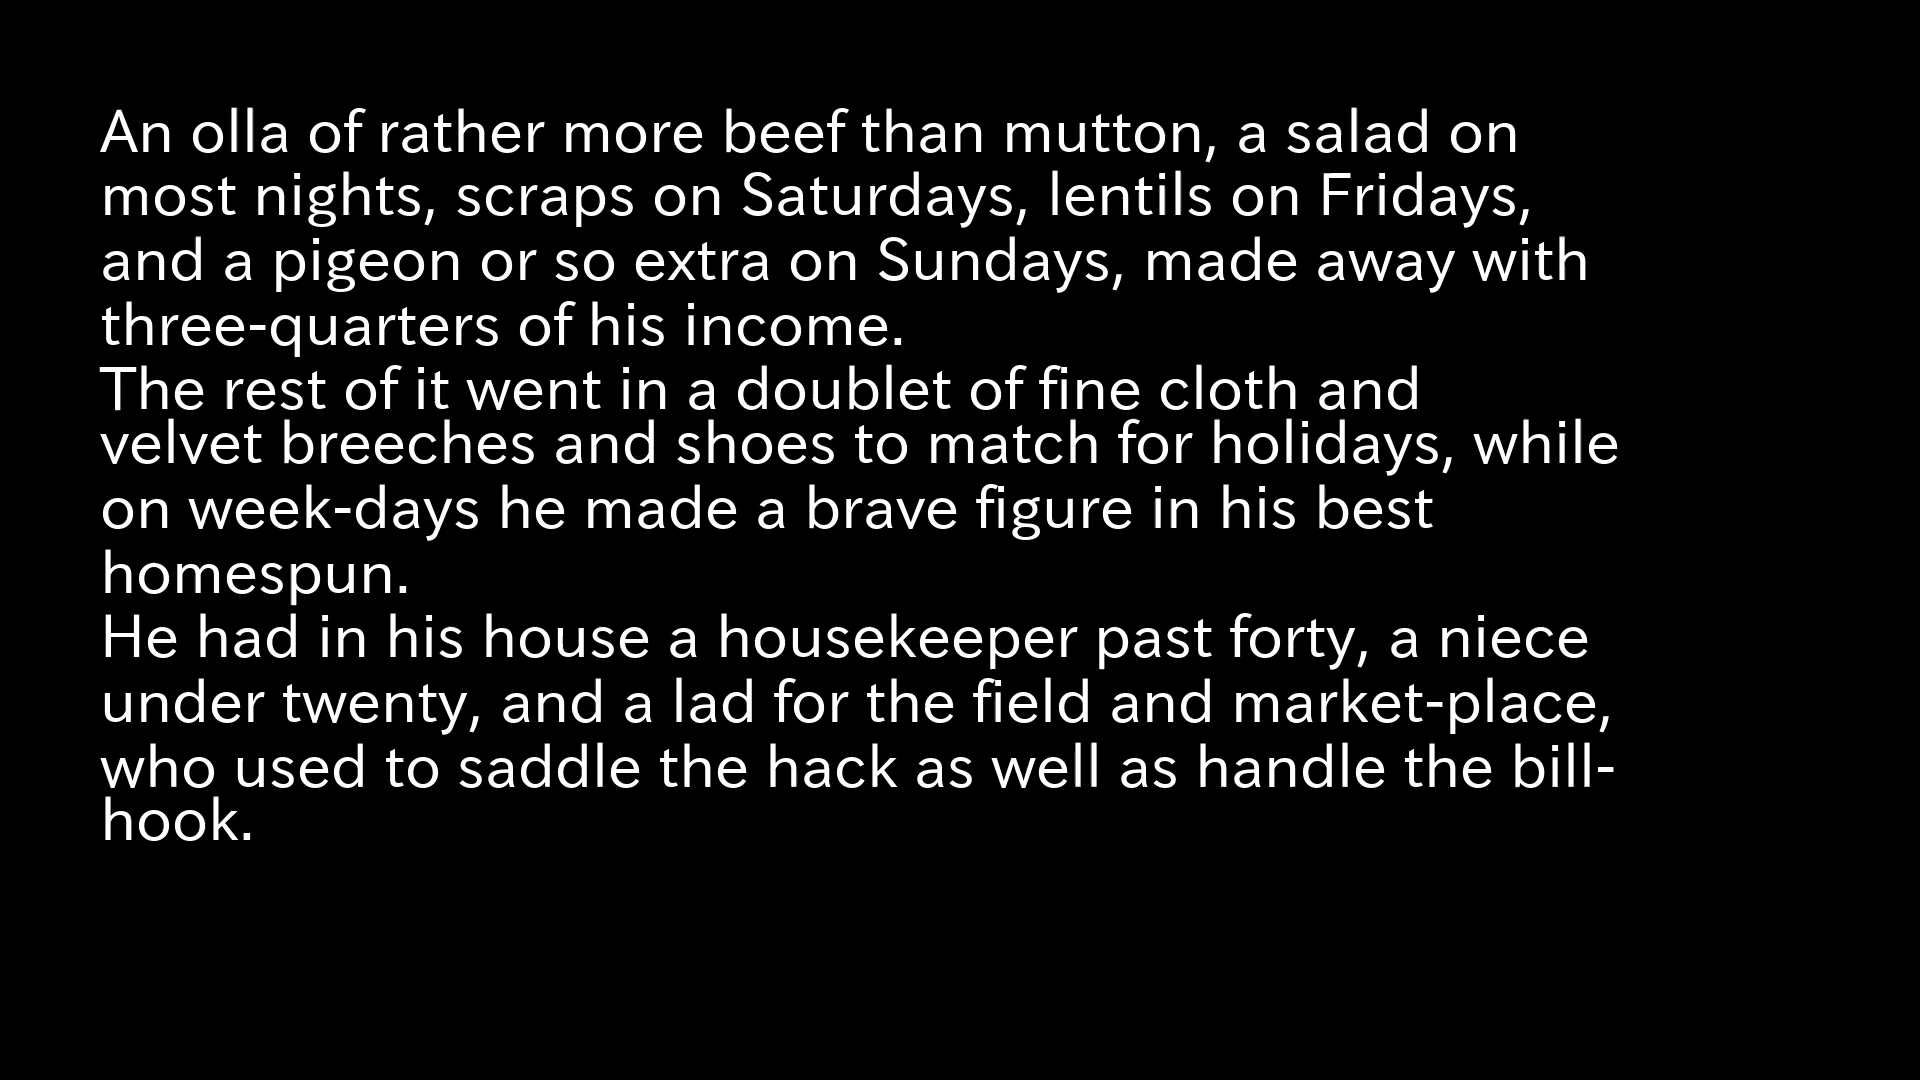 An olla of rather more beef than mutton, a salad on
most nights, scraps on Saturdays, lentils on Fridays,
and a pigeon or so extra on Sundays, made away with
three-quarters of his income.
The rest of it went in a doublet of fine cloth and
velvet breeches and shoes to match for holidays, while
on week-days he made a brave figure in his best
homespun.
He had in his house a housekeeper past forty, a niece
under twenty, and a lad for the field and market-place,
who used to saddle the hack as well as handle the bill-
hook.